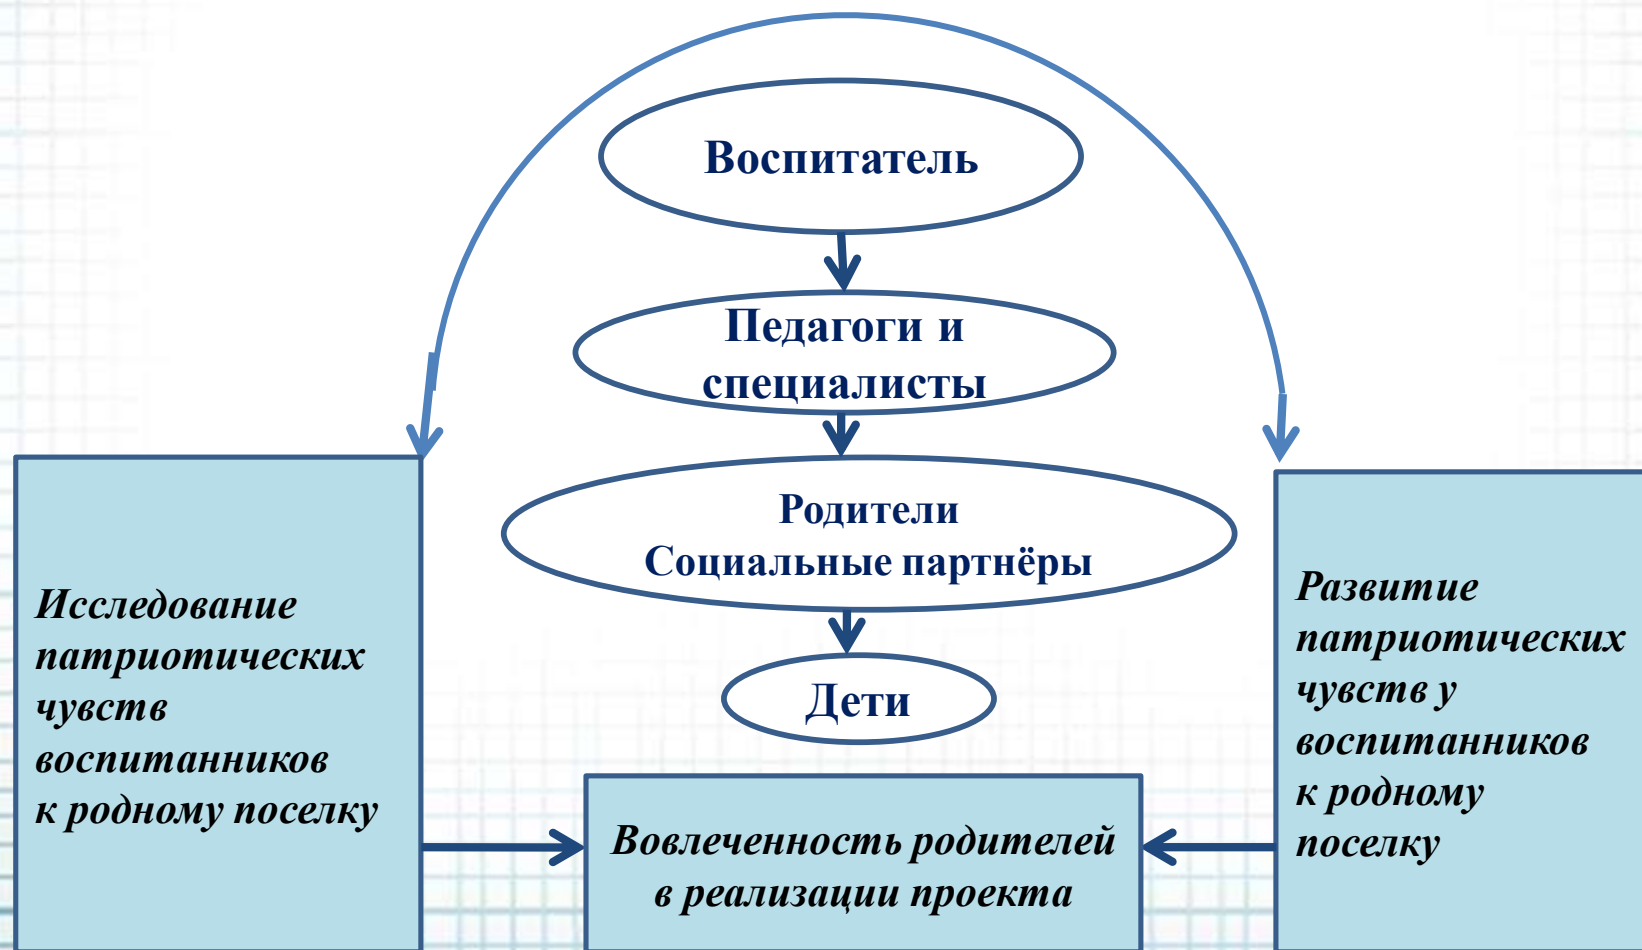 Воспитатель
Педагоги и
специалисты
Родители
Социальные партнёры
Дети
Исследование
патриотических
чувств
воспитанников
к родному поселку
Развитие
патриотических
чувств у
воспитанников
к родному
поселку
Вовлеченность родителей
в реализации проекта